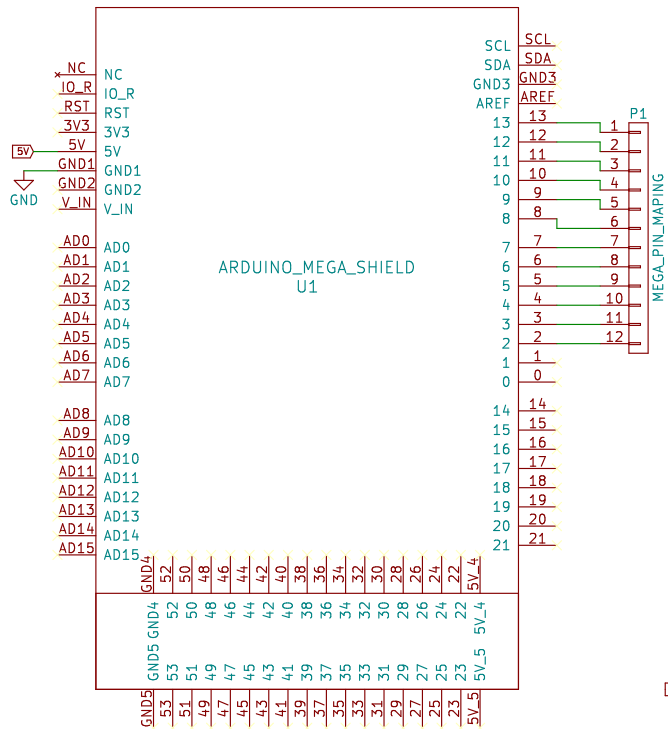 SCL SCL
SDA SDA
NC NC GND3 GND3
IO_R IO_R AREF AREF
RST RST 13 13 P1
3V3 3V3 12 12 1
5V 5V 5V 11 11 2
GND1 GND1 10 10 3
GND2 GND2 9 9 4
GND
V_IN V_IN 8 8 5
6
AD0 AD0 7 7 7
AD1 AD1 6 6 8
AD2 AD2 5 5 9
AD3 AD3 4 4 10
AD4 AD4 3 3 11
AD5 AD5 2 2 12
AD6 AD6 1 1
AD7 AD7 0 0
MEGA_PIN_MAPING
ARDUINO_MEGA_SHIELD
U1
AD8 AD8 14 14
AD9 AD9 15 15
AD10 AD10 16 16
AD11 AD11 17 17
AD12 AD12 18 18
AD13 AD13 19 19
AD14 AD14 20 20
AD15 AD15 21 21
GND4 52 50 48 46 44 42 40 38 36 34 32 30 28 26 24 22 5V_4
GND4 52 50 48 46 44 42 40 38 36 34 32 30 28 26 24 22 5V_4
GND5 53 51 49 47 45 43 41 39 37 35 33 31 29 27 25 23 5V_5
GND5 53 51 49 47 45 43 41 39 37 35 33 31 29 27 25 23 5V_5